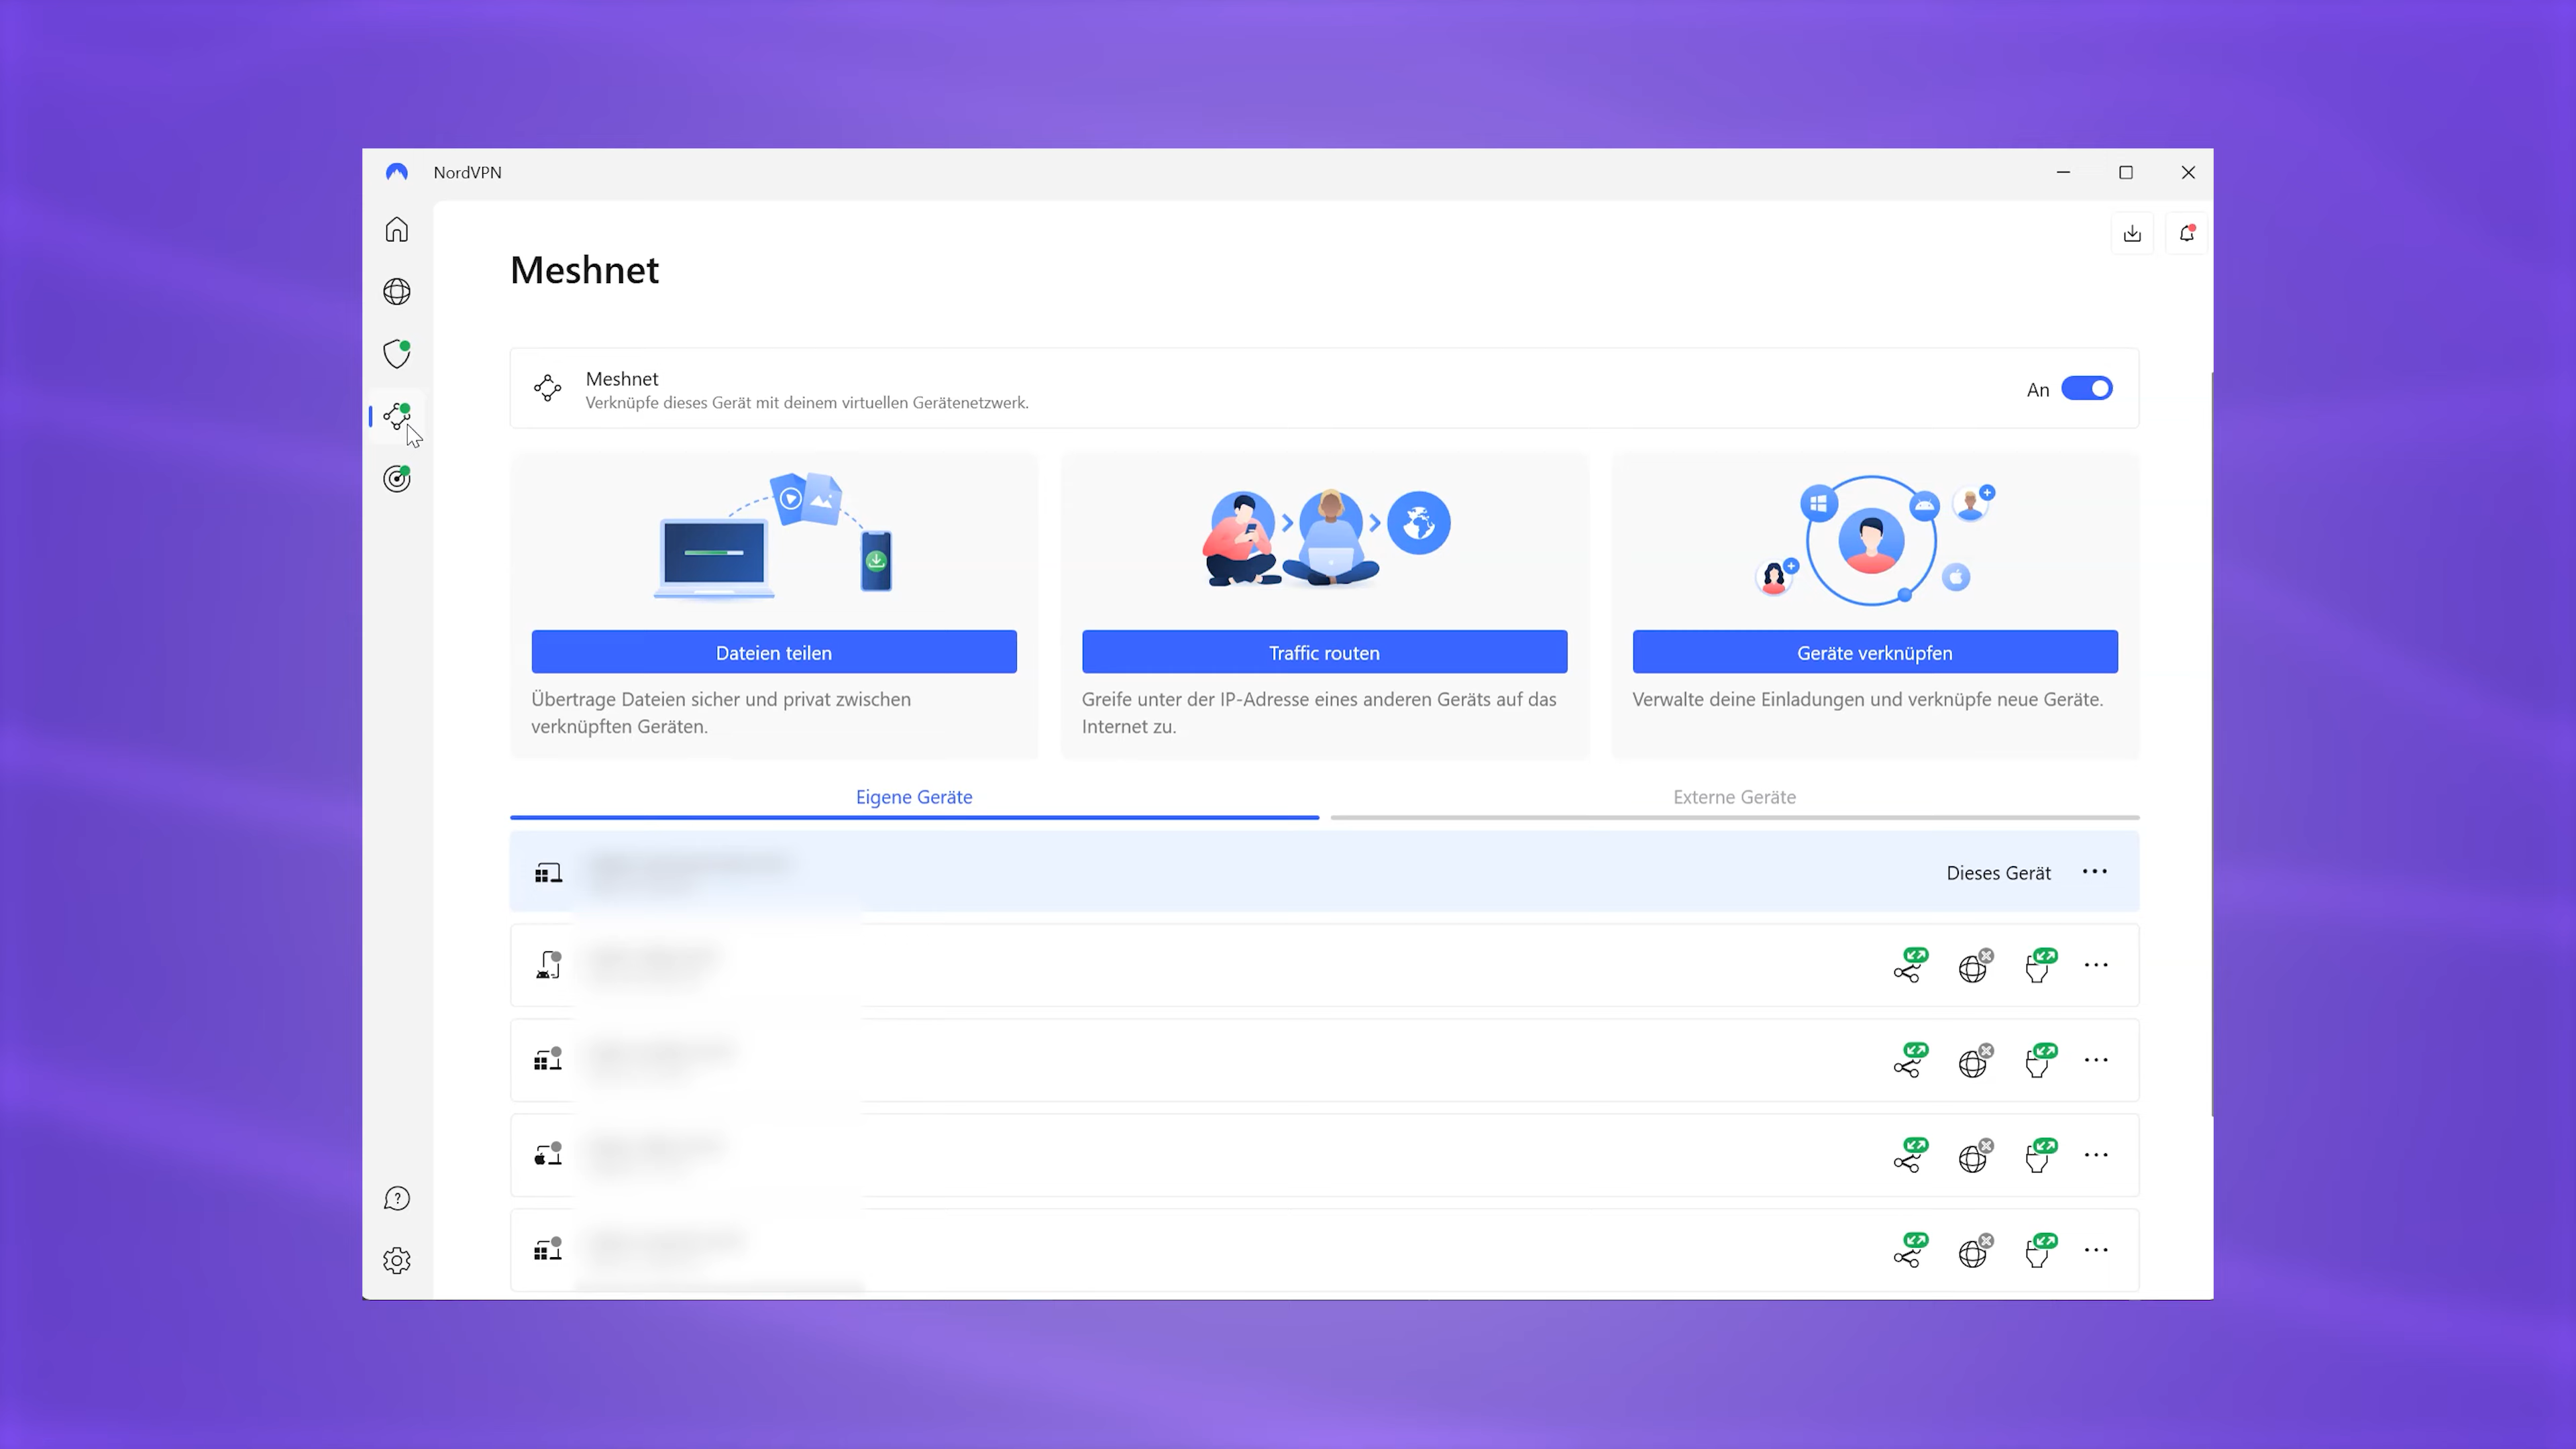 NordVPN
Meshnet
Meshnet
Verknüpfe dieses Gerät mit deinem virtuellen Gerätenetzwerk.
An
Dateien teilen
Übertrage Dateien sicher und privat zwischen
verknüpften Geräten.
Traffic routen
Greife unter der IP-Adresse eines anderen Geräts auf das
Internet zu.
Geräte verknüpfen
Verwalte deine Einladungen und verknüpfe neue Geräte.
Eigene Geräte
Externe Geräte
Dieses Gerät